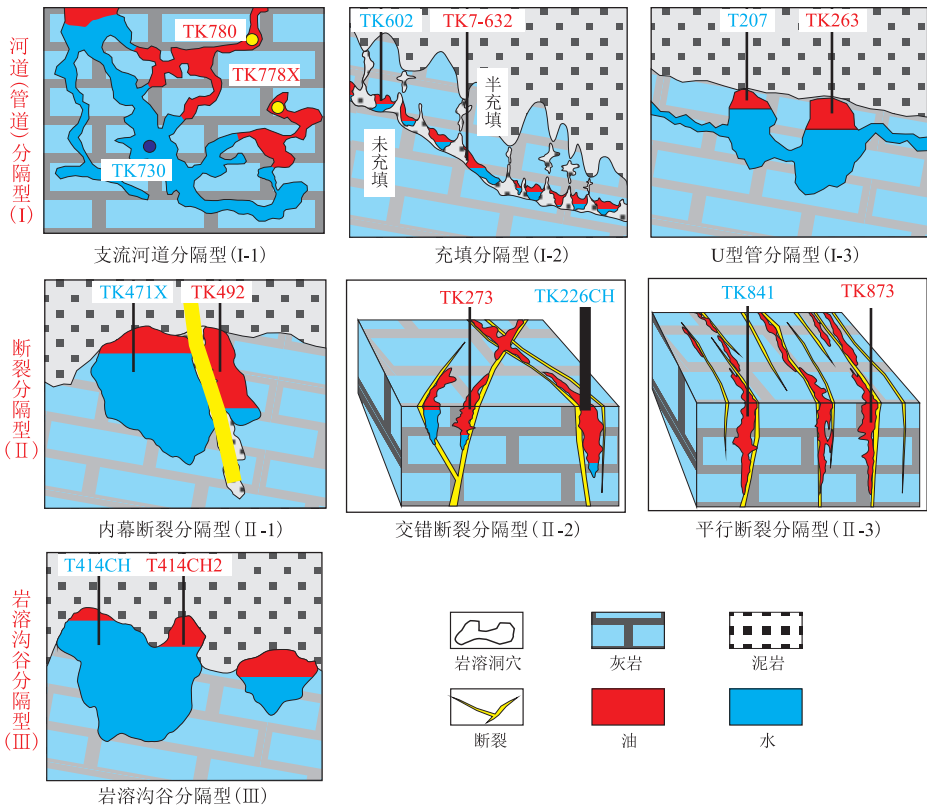 河道(管道)分隔型(I)
TK780
TK778X
TK730
支流河道分隔型(I-1)
TK602
TK7-632
半充填
未充填
充填分隔型(I-2)
T207
TK263
U型管分隔型(I-3)
断裂分隔型(II)
TK471X
TK492
内幕断裂分隔型(II-1)
TK273
TK226CH
交错断裂分隔型(II-2)
TK841
TK873
平行断裂分隔型(II-3)
岩溶沟谷分隔型(III)
T414CH
T414CH2
岩溶沟谷分隔型(III)
岩溶洞穴
灰岩
泥岩
断裂
油
水